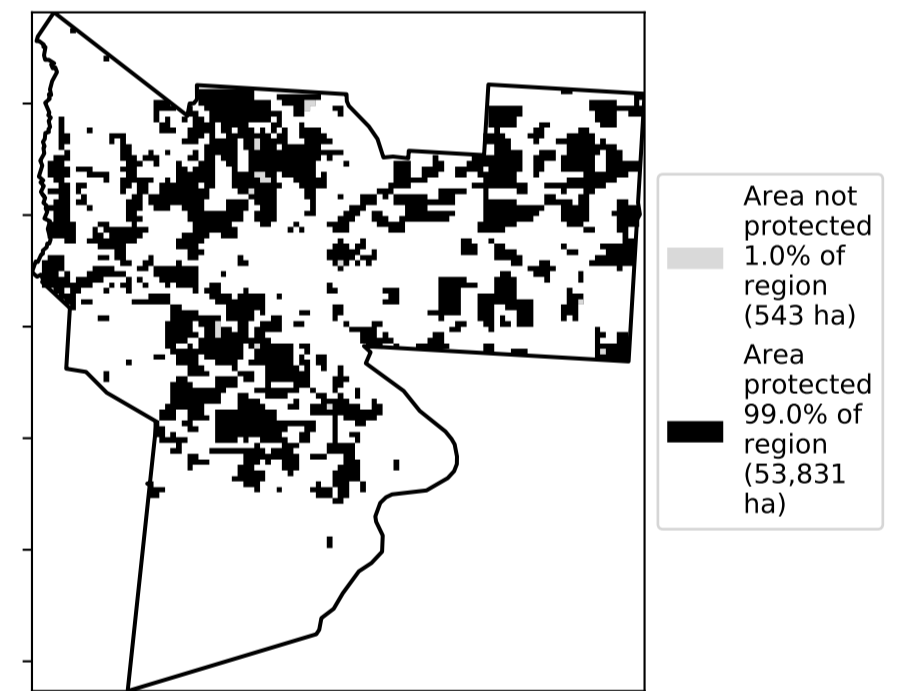 Area not
protected
1.0% of
region
(543 ha)
Area
protected
99.0% of
region
(53,831
ha)